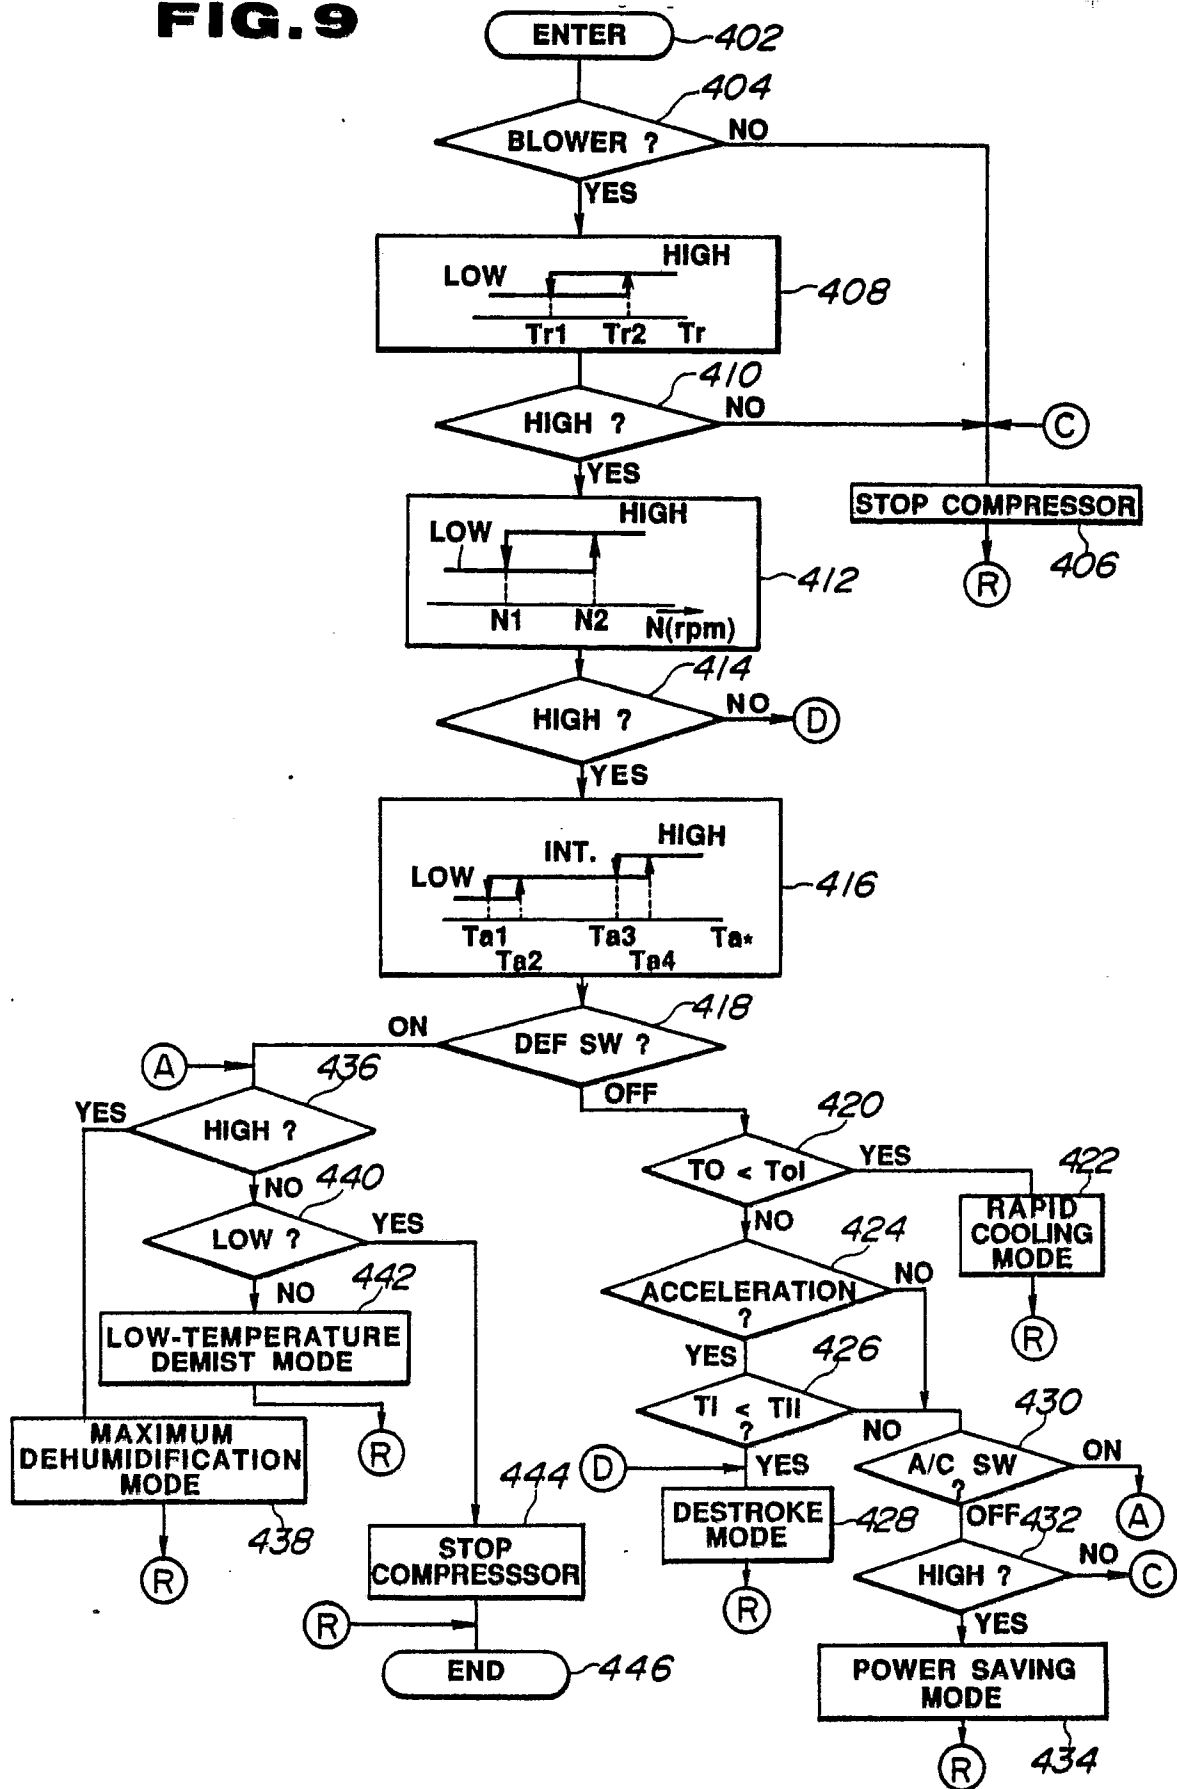 FIG.9
ENTER
402
404
BLOWER ?
NO
YES
LOW
HIGH
408
Tr1
Tr2
Tr
410
HIGH ?
NO
C
YES
STOP COMPRESSOR
406
R
LOW
HIGH
412
N1
N2
N(rpm)
414
HIGH ?
NO
D
YES
LOW
INT.
HIGH
416
Ta1
Ta2
Ta3
Ta4
Ta*
418
DEF SW ?
ON
OFF
A
436
YES
HIGH ?
NO
440
LOW ?
YES
NO
442
LOW-TEMPERATURE
DEMIST MODE
R
MAXIMUM
DEHUMIDIFICATION
MODE
438
R
444
STOP
COMPRESSSOR
R
END
446
420
TO < Tol
YES
422
RAPID
COOLING
MODE
R
NO
424
ACCELERATION
?
NO
YES
426
TI < TII
?
NO
YES
D
DESTROKE
MODE
428
R
430
A/C SW
?
ON
A
OFF
432
HIGH ?
NO
C
YES
POWER SAVING
MODE
434
R